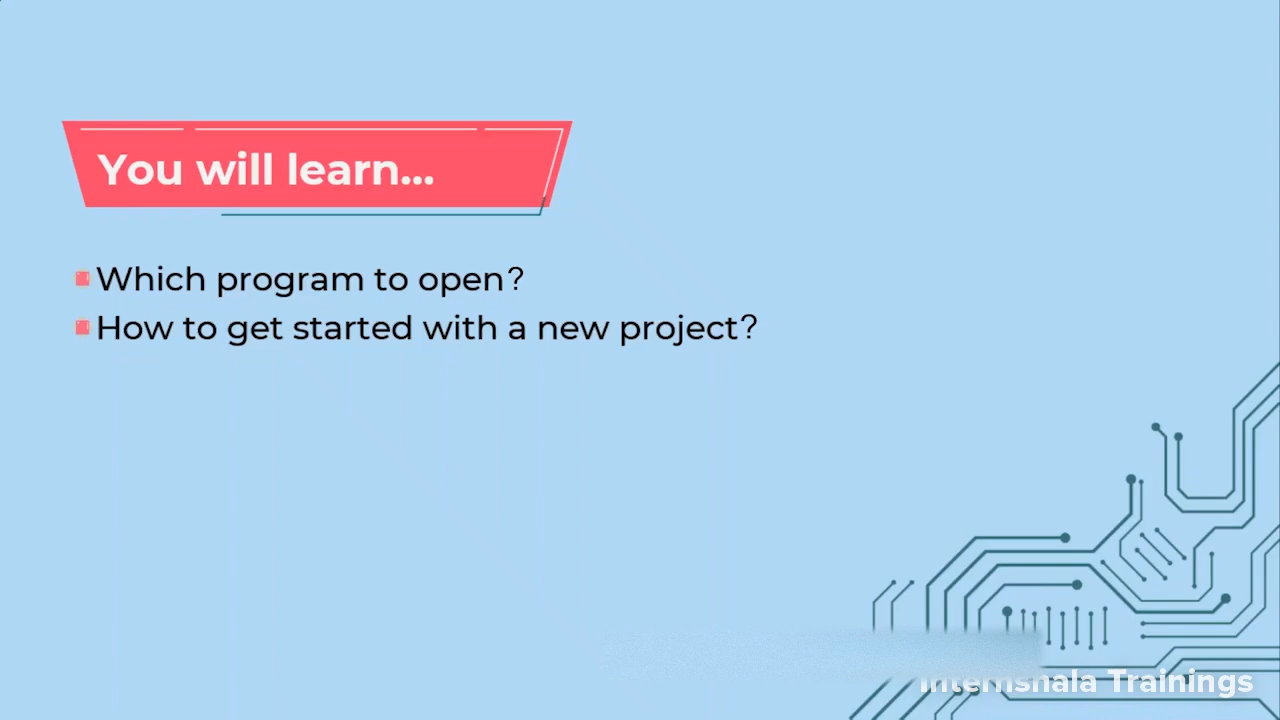 You will learn...
Which program to open?
How to get started with a new project?
Internshala Trainings